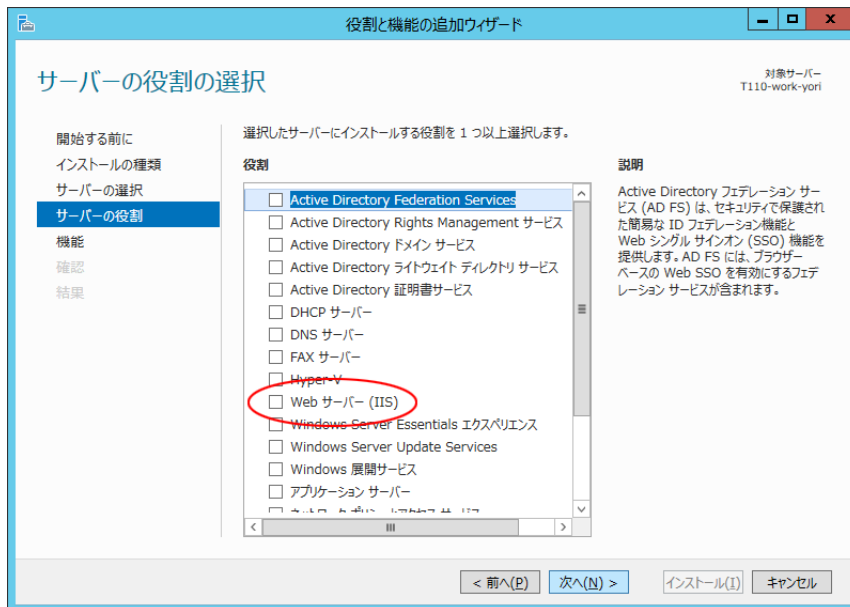 役割と機能の追加ウィザード
サーバーの役割の選択
対象サーバー
T110-work-yori
開始する前に
インストールの種類
サーバーの選択
サーバーの役割
機能
確認
結果
選択したサーバーにインストールする役割を 1 つ以上選択します。
役割
Active Directory Federation Services
Active Directory Rights Management サービス
Active Directory ドメイン サービス
Active Directory ライトウェイト ディレクトリ サービス
Active Directory 証明書サービス
DHCP サーバー
DNS サーバー
FAX サーバー
Hyper-V
Web サーバー (IIS)
Windows Server Essentials エクスペリエンス
Windows Server Update Services
Windows 展開サービス
アプリケーション サーバー
説明
Active Directory フェデレーション サー
ビス (AD FS) は、セキュリティで保護され
た簡易な ID フェデレーション機能と
Web シングル サインオン (SSO) 機能を
提供します。AD FS には、ブラウザー
ベースの Web SSO を有効にするフェデ
レーション サービスが含まれます。
< 前へ(P)
次へ(N) >
インストール(I)
キャンセル